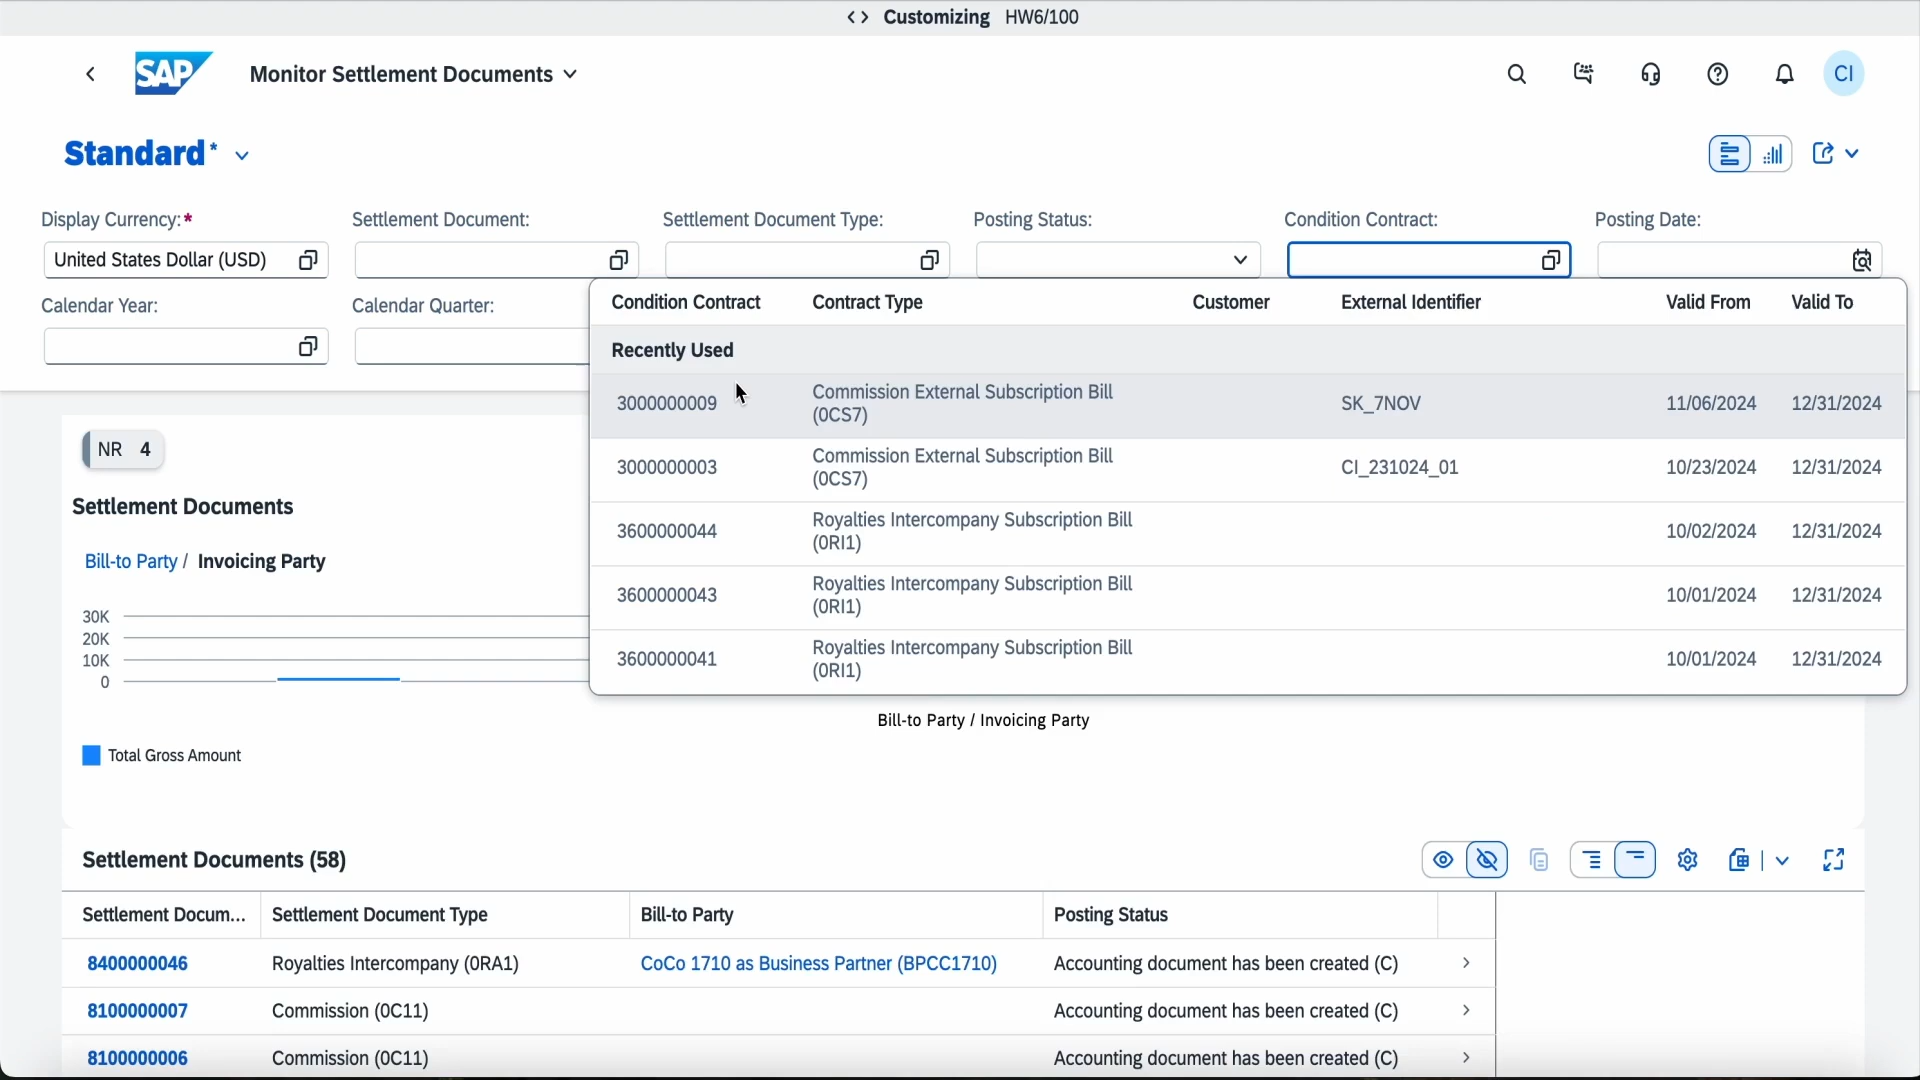 Customizing HW6/100
SAP Monitor Settlement Documents CI
Standard*
Display Currency:* Settlement Document: Settlement Document Type: Posting Status: Condition Contract: Posting Date:
United States Dollar (USD)
Calendar Year: Calendar Quarter:
Condition Contract Contract Type Customer External Identifier Valid From Valid To
Recently Used
3000000009 Commission External Subscription Bill (0CS7) SK_7NOV 11/06/2024 12/31/2024
3000000003 Commission External Subscription Bill (0CS7) CI_231024_01 10/23/2024 12/31/2024
3600000044 Royalties Intercompany Subscription Bill (0RI1) 10/02/2024 12/31/2024
3600000043 Royalties Intercompany Subscription Bill (0RI1) 10/01/2024 12/31/2024
3600000041 Royalties Intercompany Subscription Bill (0RI1) 10/01/2024 12/31/2024
NR 4
Settlement Documents
Bill-to Party / Invoicing Party
30K
20K
10K
0
Bill-to Party / Invoicing Party
Total Gross Amount
Settlement Documents (58)
Settlement Docum... Settlement Document Type Bill-to Party Posting Status
8400000046 Royalties Intercompany (0RA1) CoCo 1710 as Business Partner (BPCC1710) Accounting document has been created (C)
8100000007 Commission (0C11) Accounting document has been created (C)
8100000006 Commission (0C11) Accounting document has been created (C)